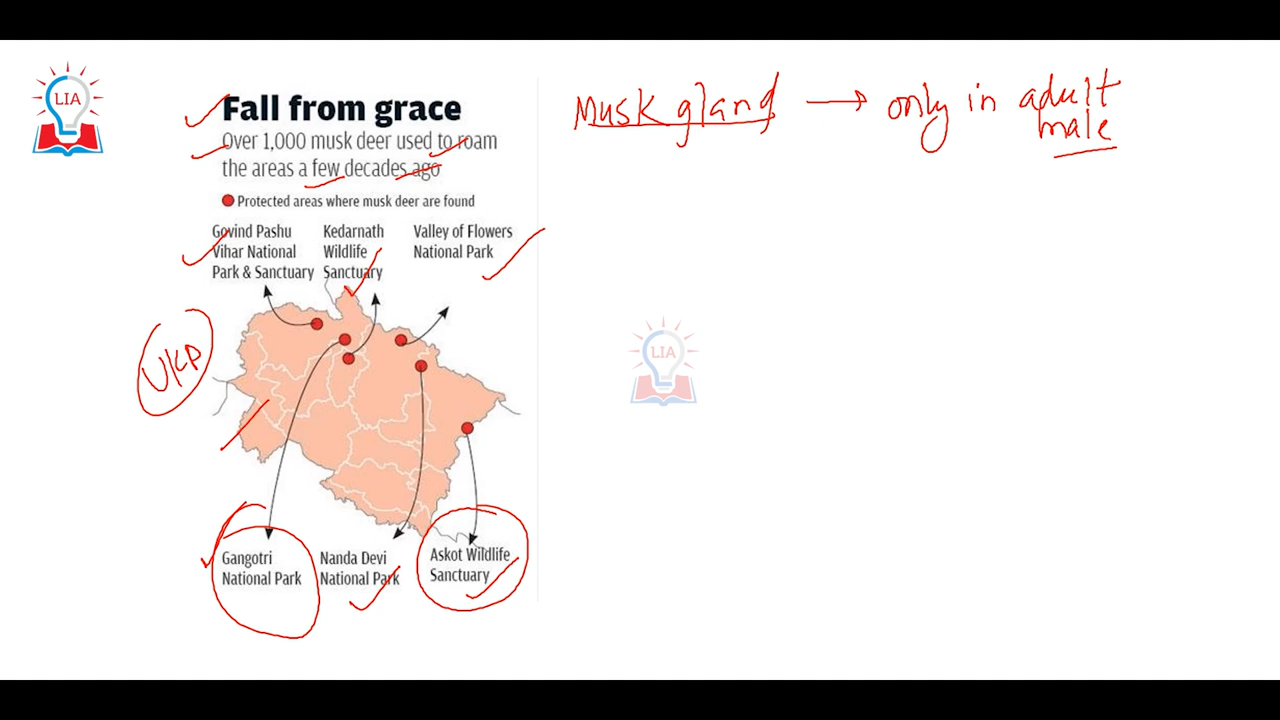 LIA
Fall from grace
Over 1,000 musk deer used to roam
the areas a few decades ago
Protected areas where musk deer are found
Govind Pashu
Vihar National
Park & Sanctuary
Kedarnath
Wildlife
Sanctuary
Valley of Flowers
National Park
UKD
Gangotri
National Park
Nanda Devi
National Park
Askot Wildlife
Sanctuary
Musk gland → only in adult
male
LIA